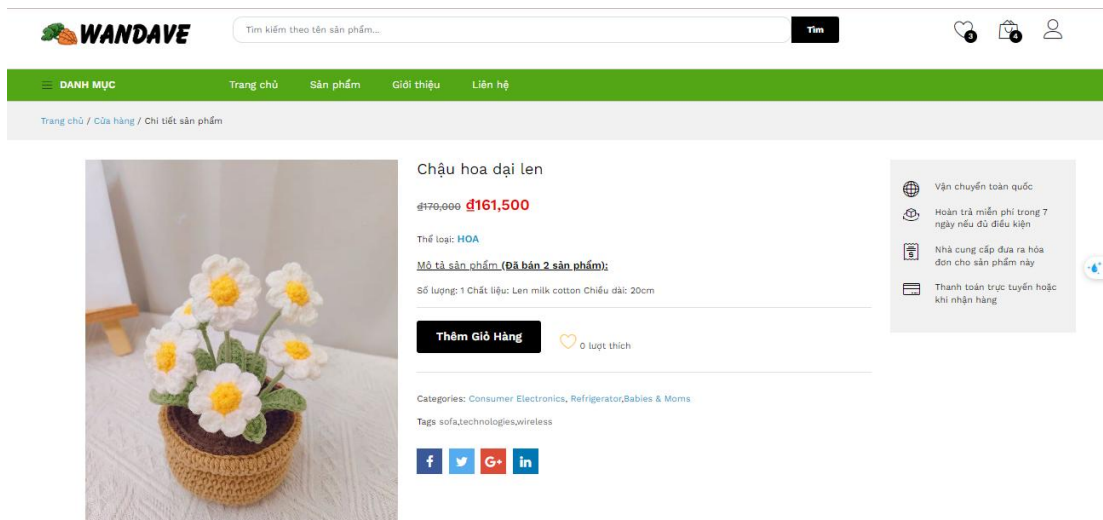 WANDAVE
Tìm kiếm theo tên sản phẩm...
Tìm
3
4
DANH MỤC
Trang chủ
Sản phẩm
Giới thiệu
Liên hệ
Trang chủ / Cửa hàng / Chi tiết sản phẩm
Chậu hoa dại len
₫170,000 ₫161,500
Thể loại: HOA
Mô tả sản phẩm (Đã bán 2 sản phẩm):
Số lượng: 1 Chất liệu: Len milk cotton Chiều dài: 20cm
Thêm Giỏ Hàng
0 lượt thích
Categories: Consumer Electronics, Refrigerator,Babies & Moms
Tags sofa,technologies,wireless
f
G+
in
Vận chuyển toàn quốc
Hoàn trả miễn phí trong 7
ngày nếu đủ điều kiện
Nhà cung cấp đưa ra hóa
đơn cho sản phẩm này
Thanh toán trực tuyến hoặc
khi nhận hàng